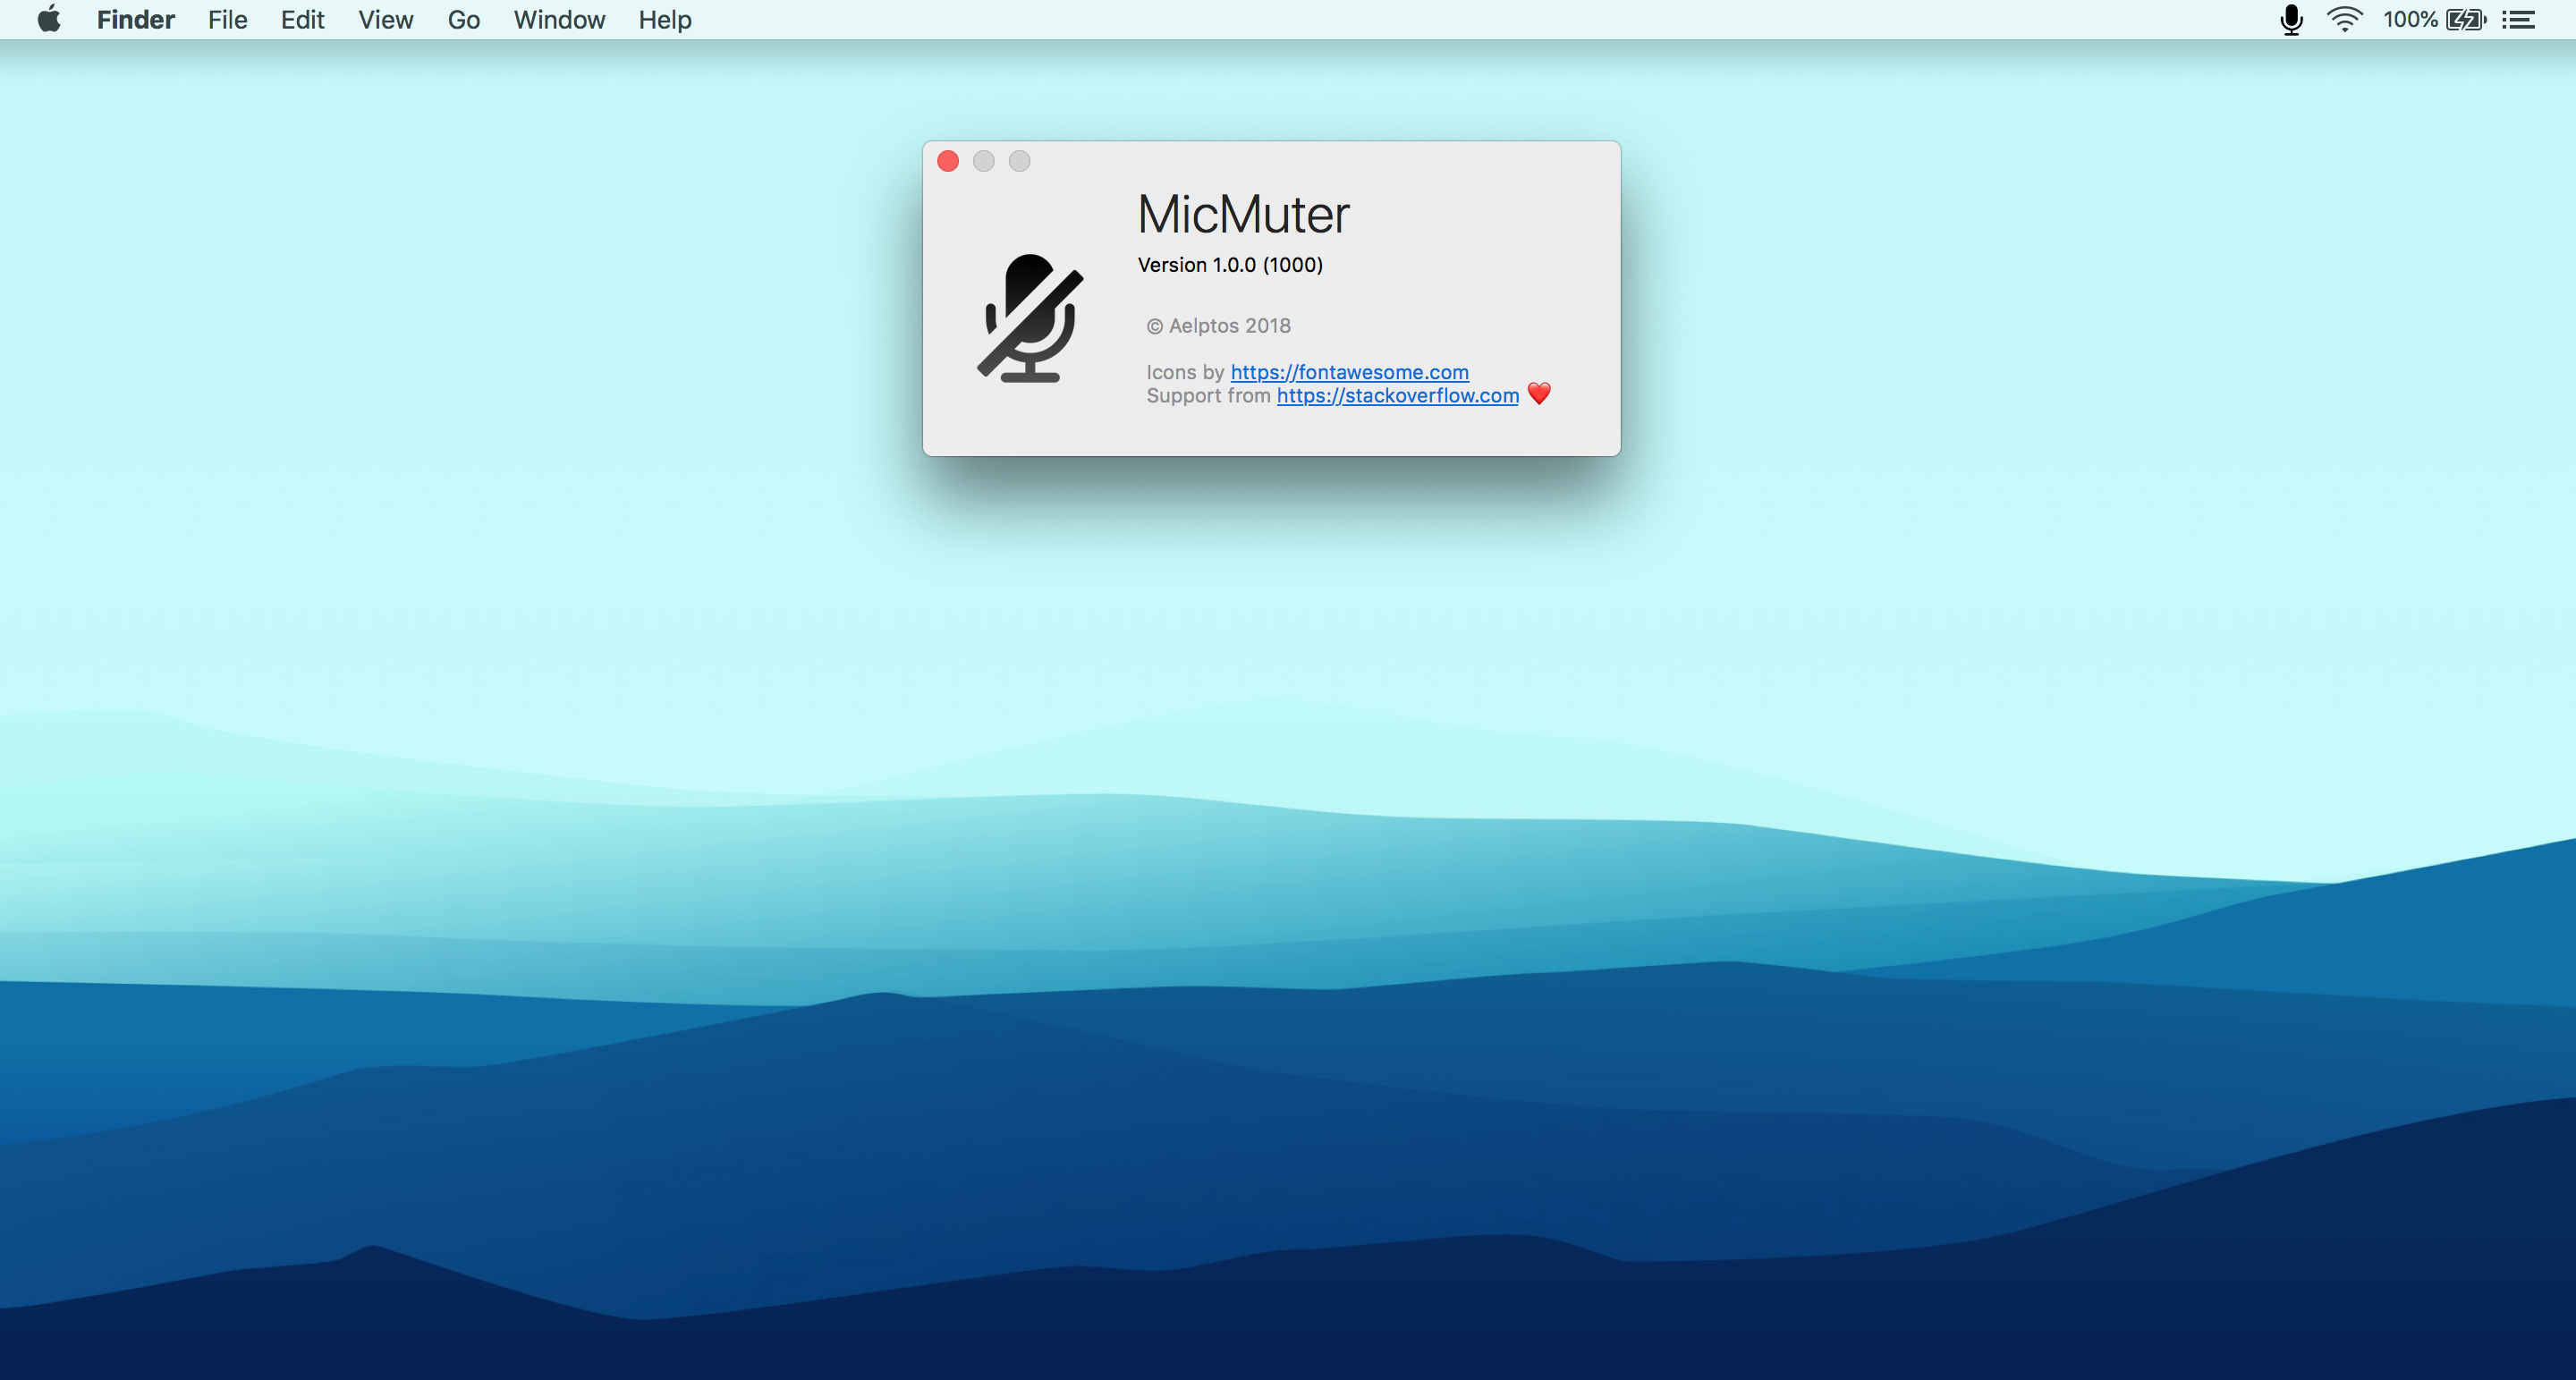 Finder File Edit View Go Window Help 100%
MicMuter
Version 1.0.0 (1000)
© Aelptos 2018
Icons by https://fontawesome.com
Support from https://stackoverflow.com ❤️